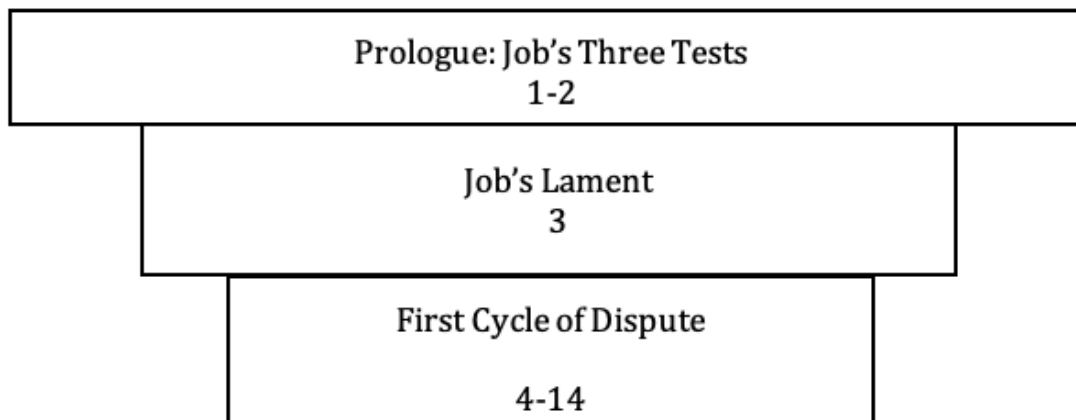 Prologue: Job’s Three Tests
1-2
Job’s Lament
3
First Cycle of Dispute
4-14